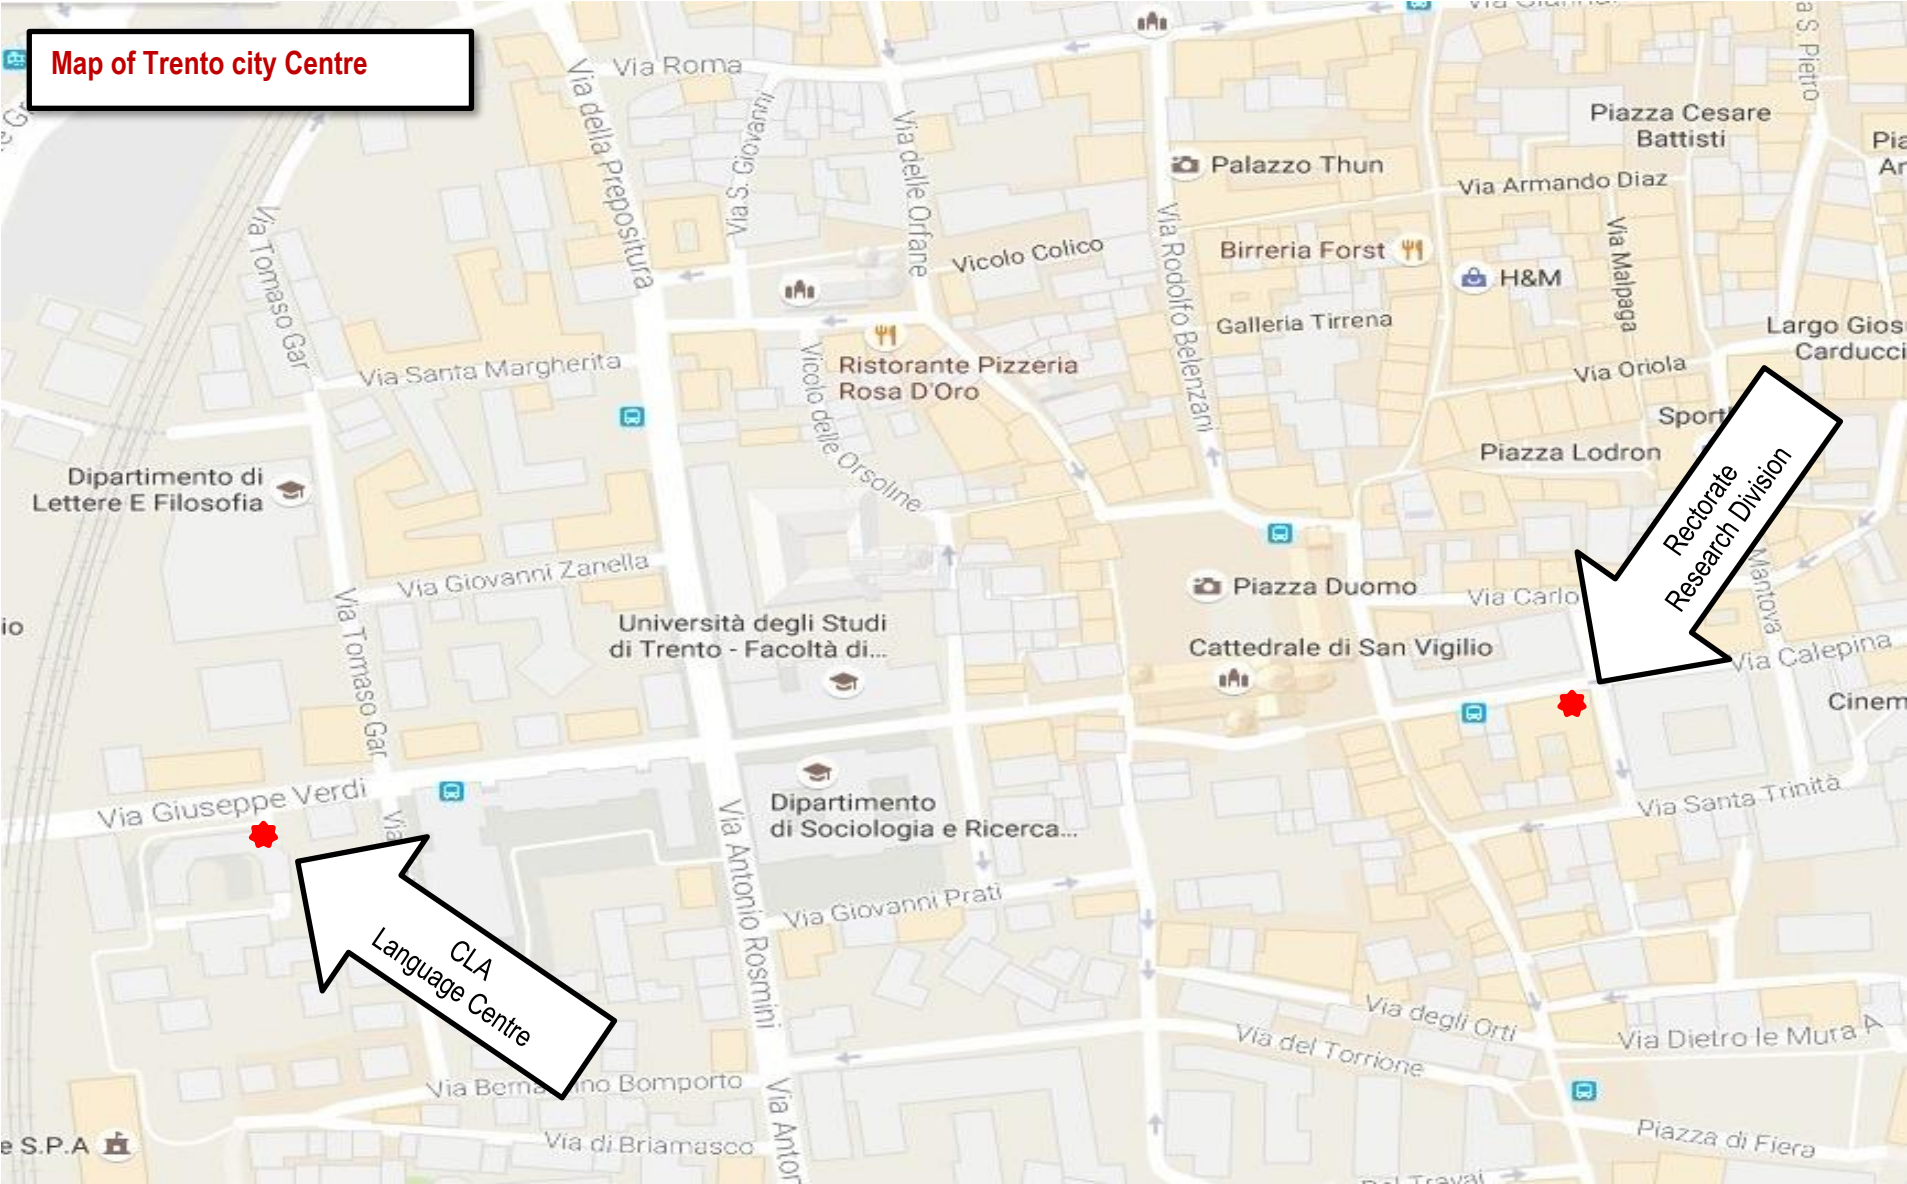 Map of Trento city Centre
Via Roma
Via della Prepositura
Via S. Giovanni
Via delle Orfane
Vicolo Colico
Palazzo Thun
Via Rodolfo Belenzani
Piazza Cesare
Battisti
Via Armando Diaz
S. Pietro
Birreria Forst
H&M
Via Malpaga
Galleria Tirrena
Largo
Carducci
Via Oriola
Piazza Lodron
Via Tomaso Gar
Via Santa Margherita
Ristorante Pizzeria
Rosa D'Oro
Vicolo delle Orsoline
Dipartimento di
Lettere E Filosofia
Via Giovanni Zanella
Via Tomaso Gar
Università degli Studi
di Trento - Facoltà di...
Piazza Duomo
Cattedrale di San Vigilio
Via Carlo
Rectorate
Research Division
Mantova
Via Calepina
Via Santa Trinità
Via Giuseppe Verdi
Via
Dipartimento
di Sociologia e Ricerca...
Via Antonio Rosmini
Via Giovanni Prati
CLA
Language Centre
Via degli Orti
Via del Torrione
Via Dietro le Mura A
Piazza di Fiera
Via di Briamasco
Bomporto
Via
e S.P.A